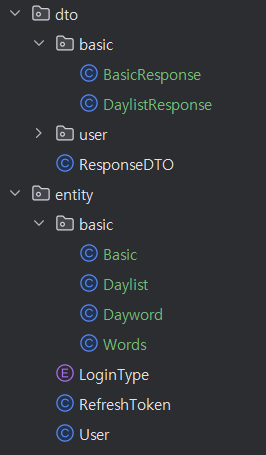 dto
basic
C BasicResponse
C DaylistResponse
user
C ResponseDTO
entity
basic
C Basic
C Daylist
C Dayword
C Words
E LoginType
C RefreshToken
C User